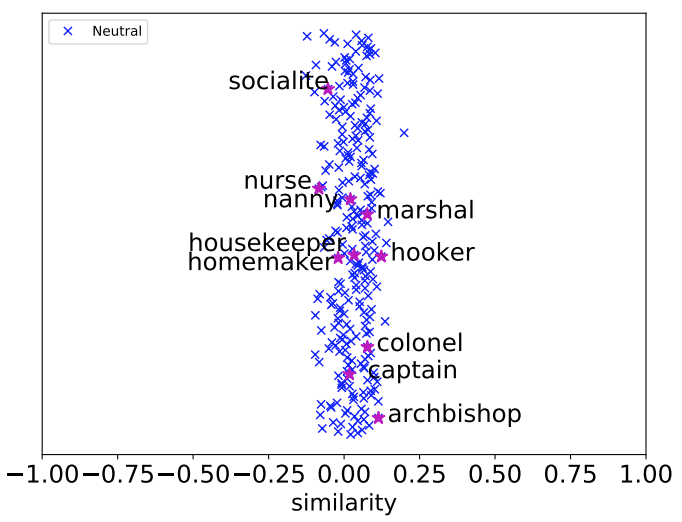 Neutral
socialite
nurse
nanny
marshal
housekeeper
hooker
homemaker
colonel
captain
archbishop
−1.00 −0.75 −0.50 −0.25 0.00 0.25 0.50 0.75 1.00
similarity